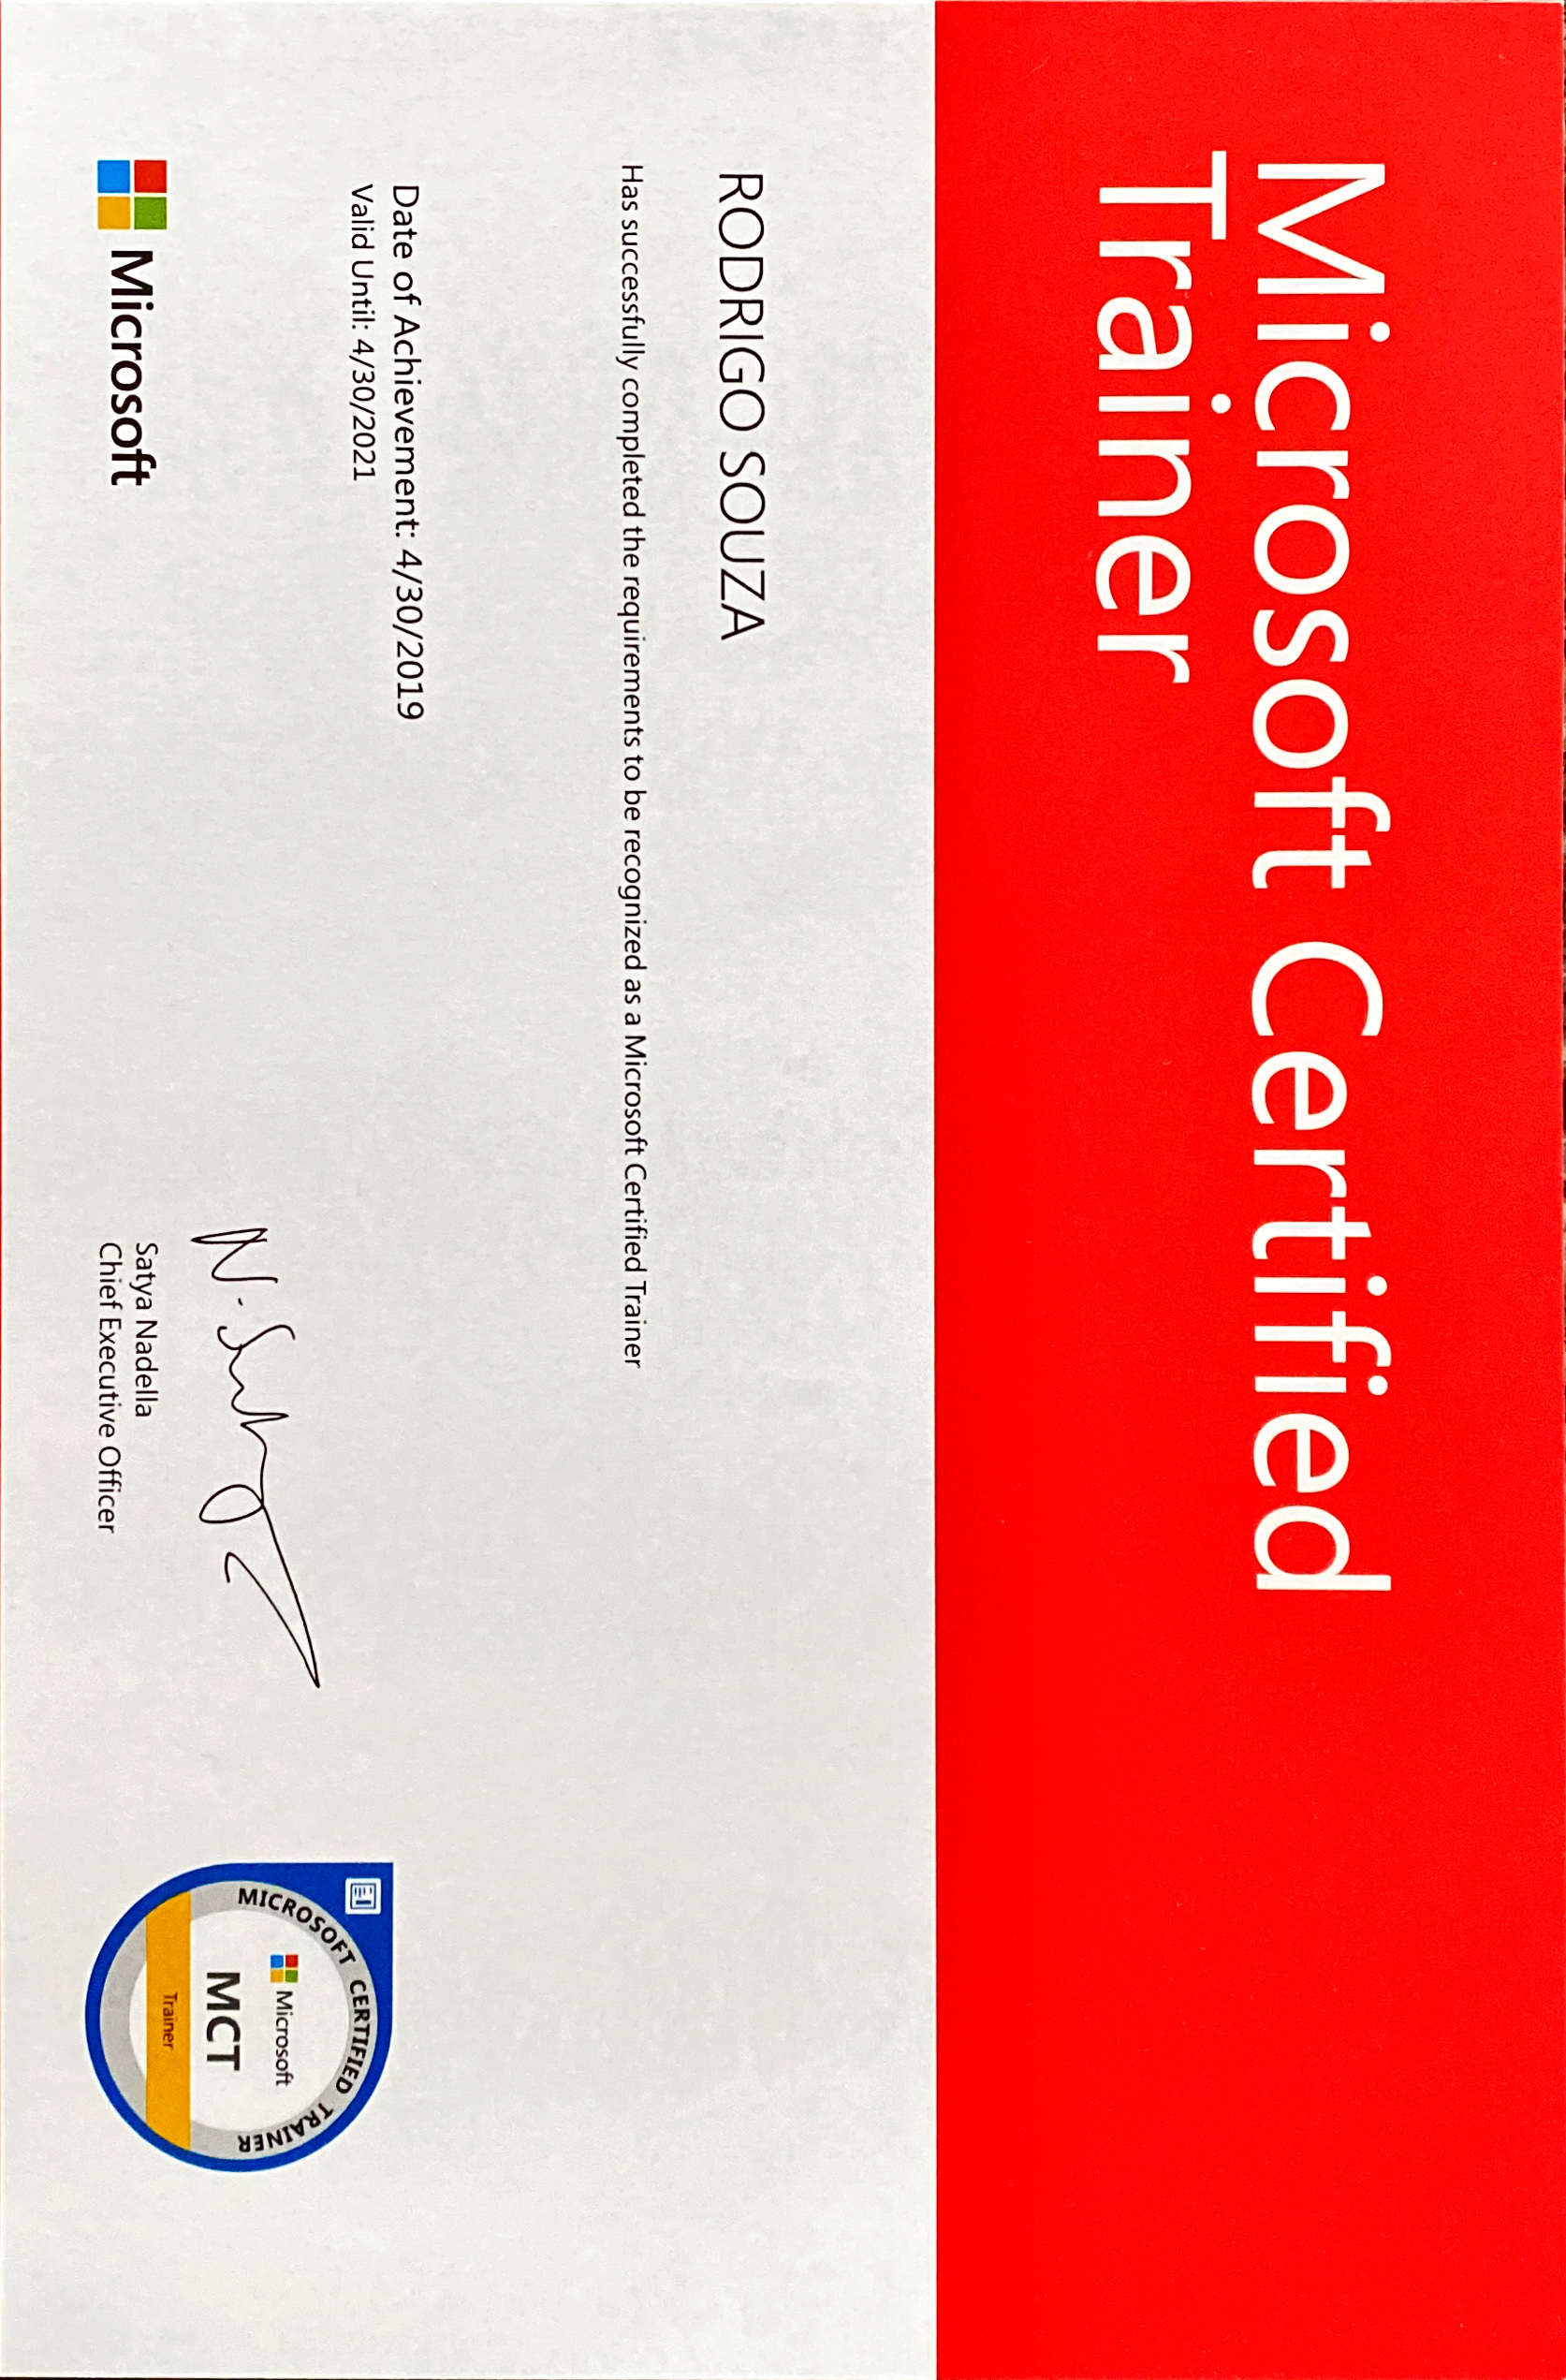 Microsoft Certified
Trainer
RODRIGO SOUZA
Has successfully completed the requirements to be recognized as a Microsoft Certified Trainer
Date of Achievement: 4/30/2019
Valid Until: 4/30/2021
Satya Nadella
Chief Executive Officer
Microsoft
MICROSOFT CERTIFIED TRAINER
Microsoft
MCT
Trainer